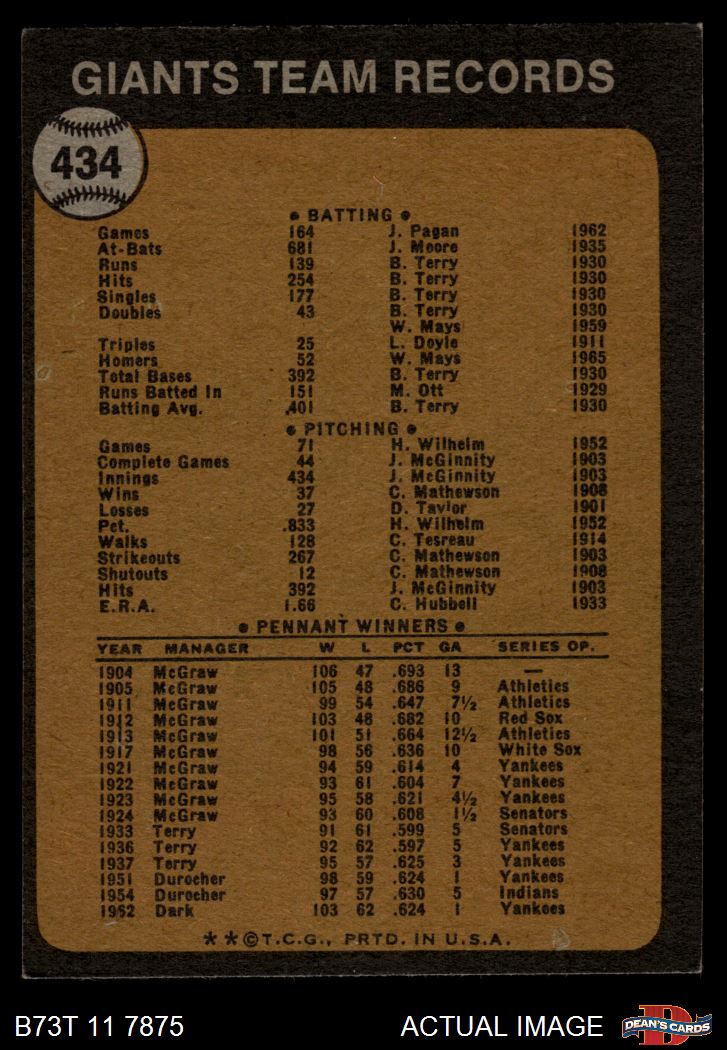 GIANTS TEAM RECORDS
434
• BATTING •
Games 164 J. Pagan 1962
At-Bats 681 J. Moore 1935
Runs 139 B. Terry 1930
Hits 254 B. Terry 1930
Singles 177 B. Terry 1930
Doubles 43 B. Terry 1930
W. Mays 1959
Triples 25 L. Doyle 1911
Homers 52 W. Mays 1965
Total Bases 392 B. Terry 1930
Runs Batted In 151 M. Ott 1929
Batting Avg. .401 B. Terry 1930
• PITCHING •
Games 71 H. Wilhelm 1952
Complete Games 44 J. McGinnity 1903
Innings 434 J. McGinnity 1903
Wins 37 C. Mathewson 1908
Losses 27 D. Taylor 1901
Pct. .833 H. Wilhelm 1952
Walks 128 C. Tesreau 1914
Strikeouts 267 C. Mathewson 1903
Shutouts 12 C. Mathewson 1908
Hits 392 J. McGinnity 1903
E.R.A. 1.66 C. Hubbell 1933
• PENNANT WINNERS •
YEAR MANAGER W L PCT GA SERIES OP.
1904 McGraw 106 47 .693 13 —
1905 McGraw 105 48 .686 9 Athletics
1911 McGraw 99 54 .647 7½ Athletics
1912 McGraw 103 48 .682 10 Red Sox
1913 McGraw 101 51 .664 12½ Athletics
1917 McGraw 98 56 .636 10 White Sox
1921 McGraw 94 59 .614 4 Yankees
1922 McGraw 93 61 .604 7 Yankees
1923 McGraw 95 58 .621 4½ Yankees
1924 McGraw 93 60 .608 1½ Senators
1933 Terry 91 61 .599 5 Senators
1936 Terry 92 62 .597 5 Yankees
1937 Terry 95 57 .625 3 Yankees
1951 Durocher 98 59 .624 1 Yankees
1954 Durocher 97 57 .630 5 Indians
1962 Dark 103 62 .624 1 Yankees
**©T.C.G., PRTD. IN U.S.A.
B73T 11 7875 ACTUAL IMAGE
D
DEAN'S CARDS